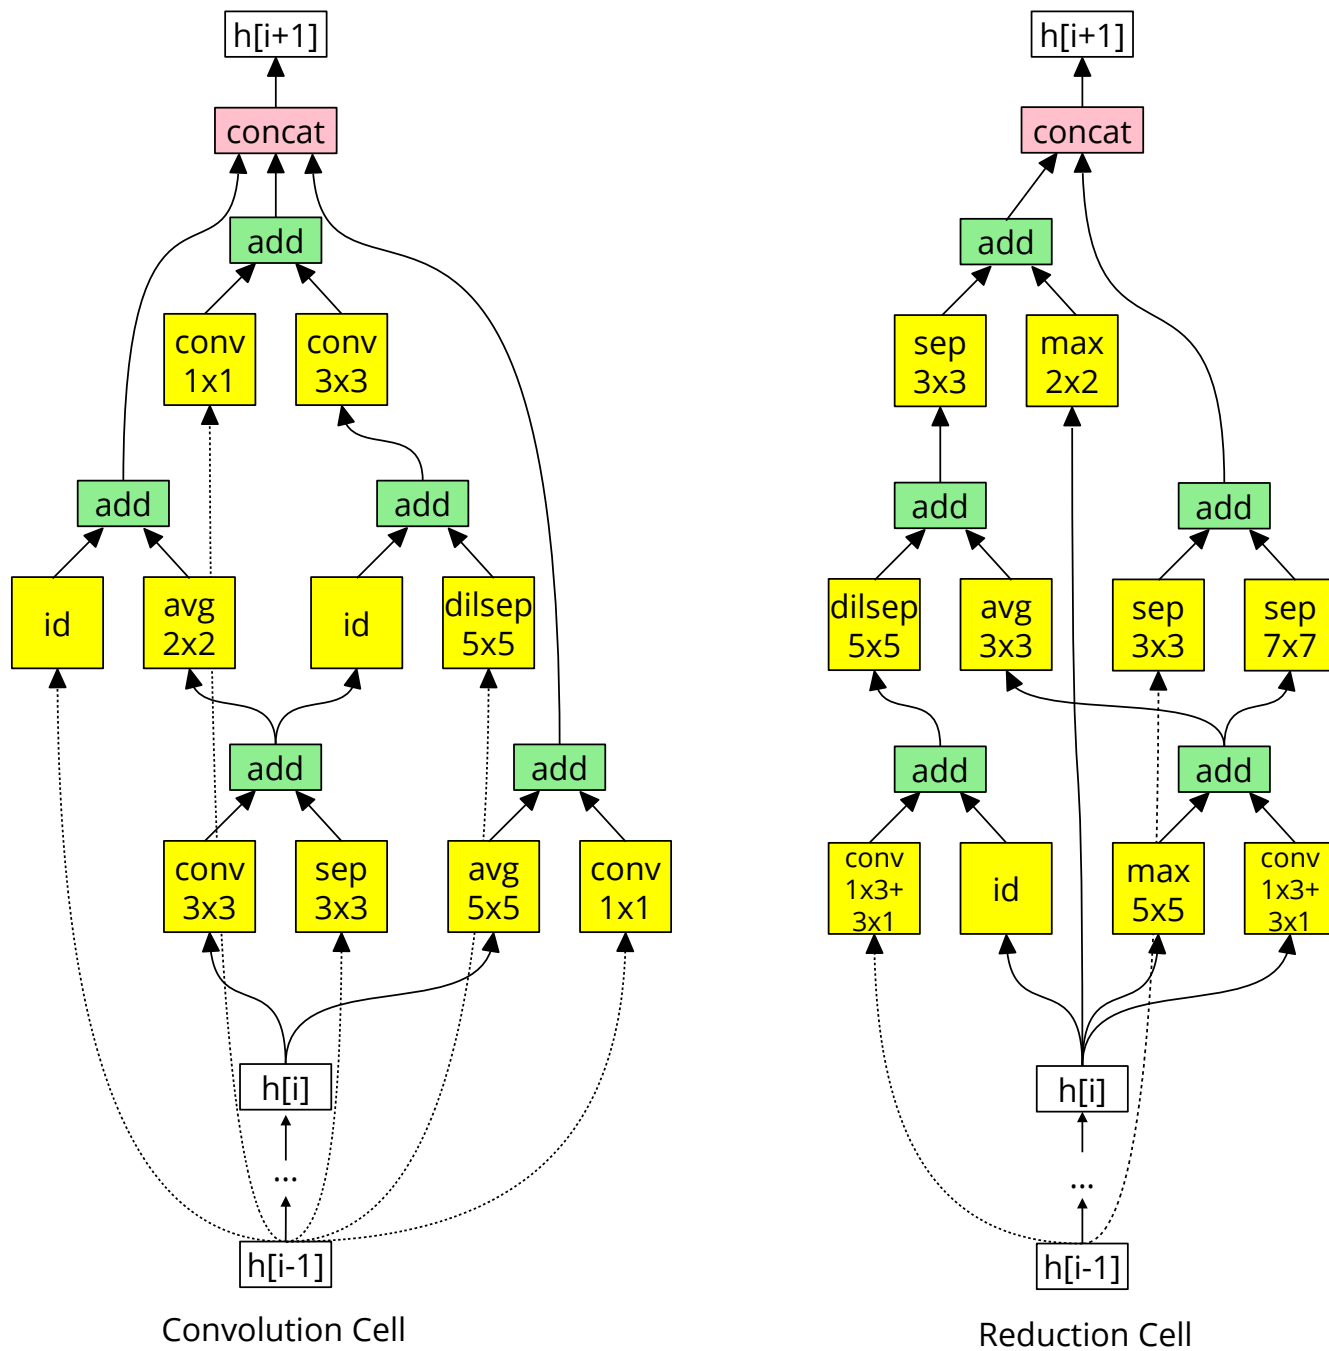 h[i+1]
concat
add
conv
1x1
conv
3x3
add
add
id
avg
2x2
id
dilsep
5x5
add
add
conv
3x3
sep
3x3
avg
5x5
conv
1x1
h[i]
...
h[i-1]
Convolution Cell
h[i+1]
concat
add
sep
3x3
max
2x2
add
add
dilsep
5x5
avg
3x3
sep
3x3
sep
7x7
add
add
conv
1x3+
3x1
id
max
5x5
conv
1x3+
3x1
h[i]
...
h[i-1]
Reduction Cell